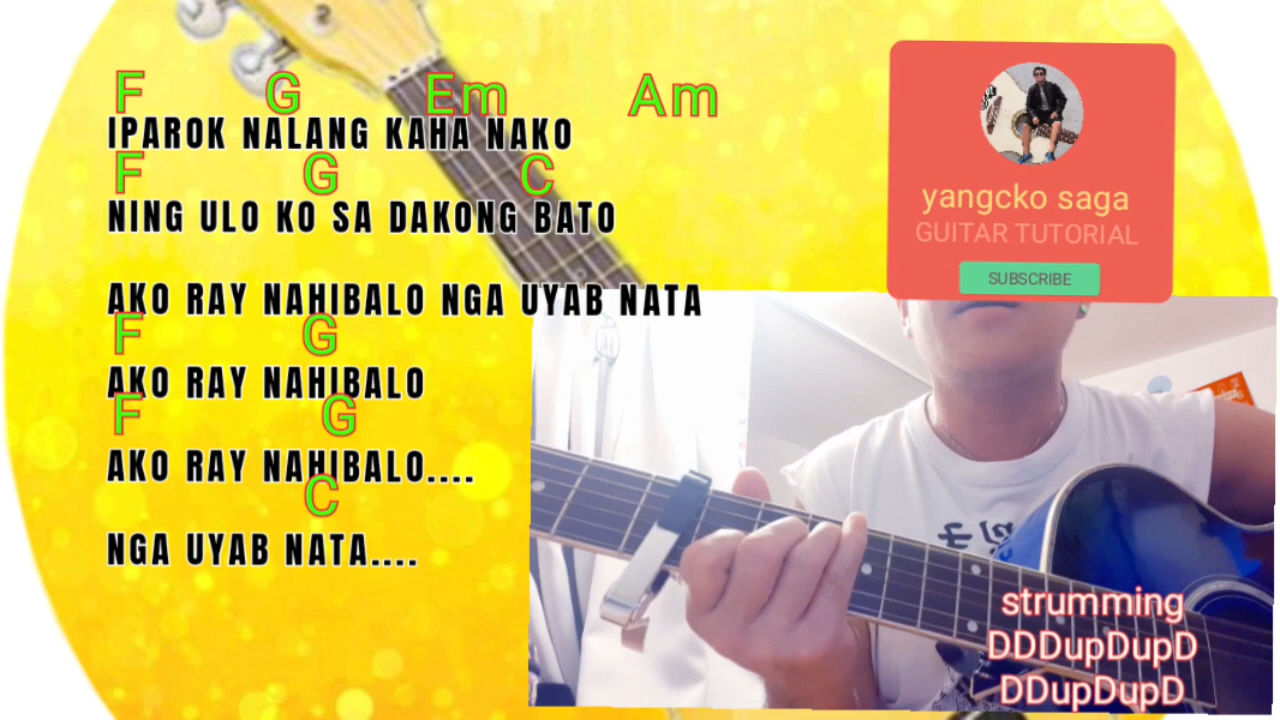 F G Em Am
IPAROK NALANG KAHA NAKO
F G C
NING ULO KO SA DAKONG BATO
AKO RAY NAHIBALO NGA UYAB NATA
F G
AKO RAY NAHIBALO
F G
AKO RAY NAHIBALO....
C
NGA UYAB NATA....
yangcko saga
GUITAR TUTORIAL
SUBSCRIBE
strumming
DDDupDupD
DDupDupD